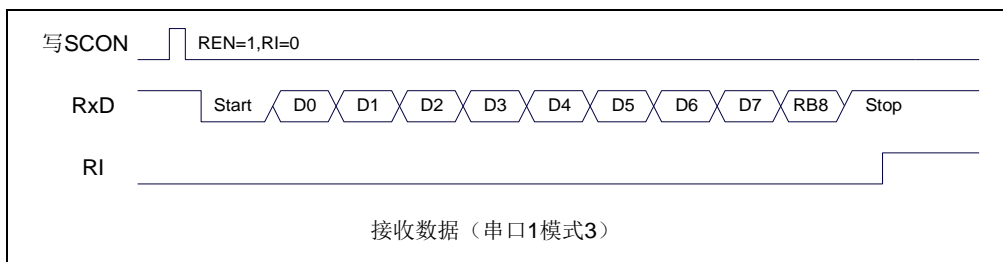 写SCON REN=1,RI=0
RxD Start D0 D1 D2 D3 D4 D5 D6 D7 RB8 Stop
RI
接收数据（串口1模式3）